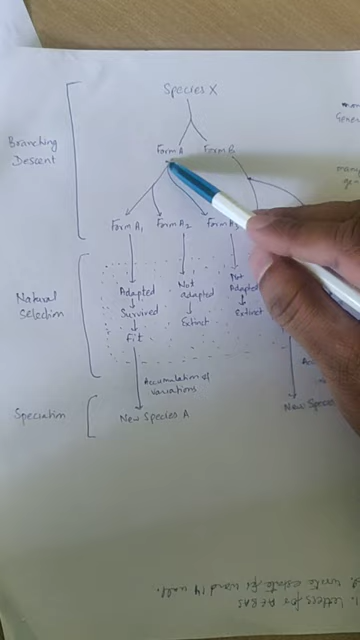 Species X
Form A Form B
Branching
Descent
Form A1 Form A2 Form A3
Natural
Selection
Adapted
Survived
Fit
Not
adapted
Extinct
Not
Adapted
Extinct
Accumulation of
variations
Speciation
New Species A
New Species